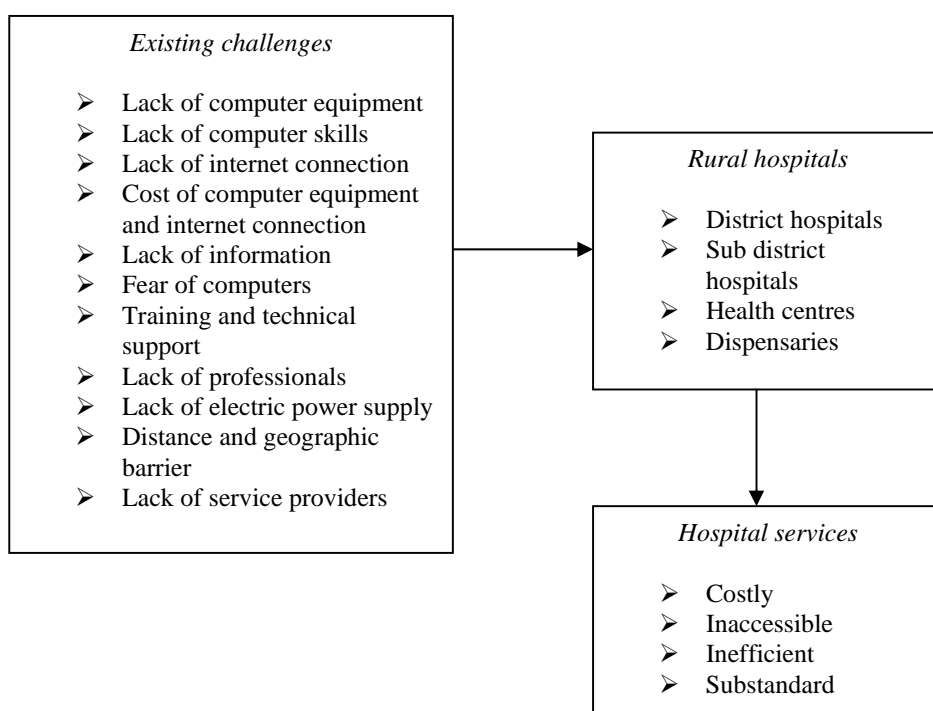 Existing challenges
➢ Lack of computer equipment
➢ Lack of computer skills
➢ Lack of internet connection
➢ Cost of computer equipment
and internet connection
➢ Lack of information
➢ Fear of computers
➢ Training and technical
support
➢ Lack of professionals
➢ Lack of electric power supply
➢ Distance and geographic
barrier
➢ Lack of service providers
Rural hospitals
➢ District hospitals
➢ Sub district
hospitals
➢ Health centres
➢ Dispensaries
Hospital services
➢ Costly
➢ Inaccessible
➢ Inefficient
➢ Substandard